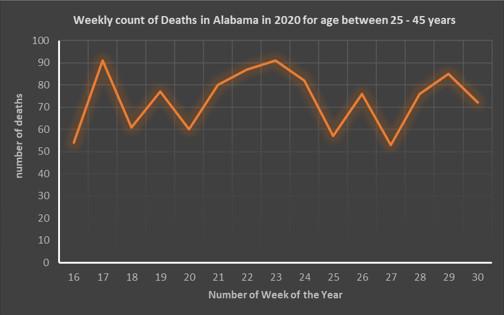 Weekly count of Deaths in Alabama in 2020 for age between 25 - 45 years
number of deaths
100
90
80
70
60
50
40
30
20
10
0
16 17 18 19 20 21 22 23 24 25 26 27 28 29 30
Number of Week of the Year